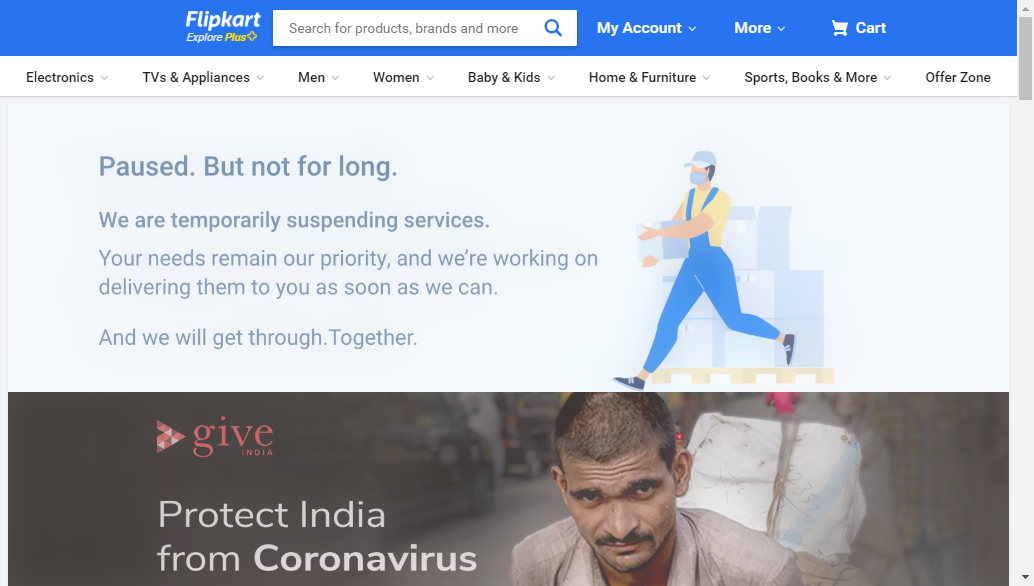 Flipkart
Explore Plus
Search for products, brands and more
My Account
More
Cart
Electronics
TVs & Appliances
Men
Women
Baby & Kids
Home & Furniture
Sports, Books & More
Offer Zone
Paused. But not for long.
We are temporarily suspending services.
Your needs remain our priority, and we’re working on
delivering them to you as soon as we can.
And we will get through.Together.
give
INDIA
Protect India
from Coronavirus